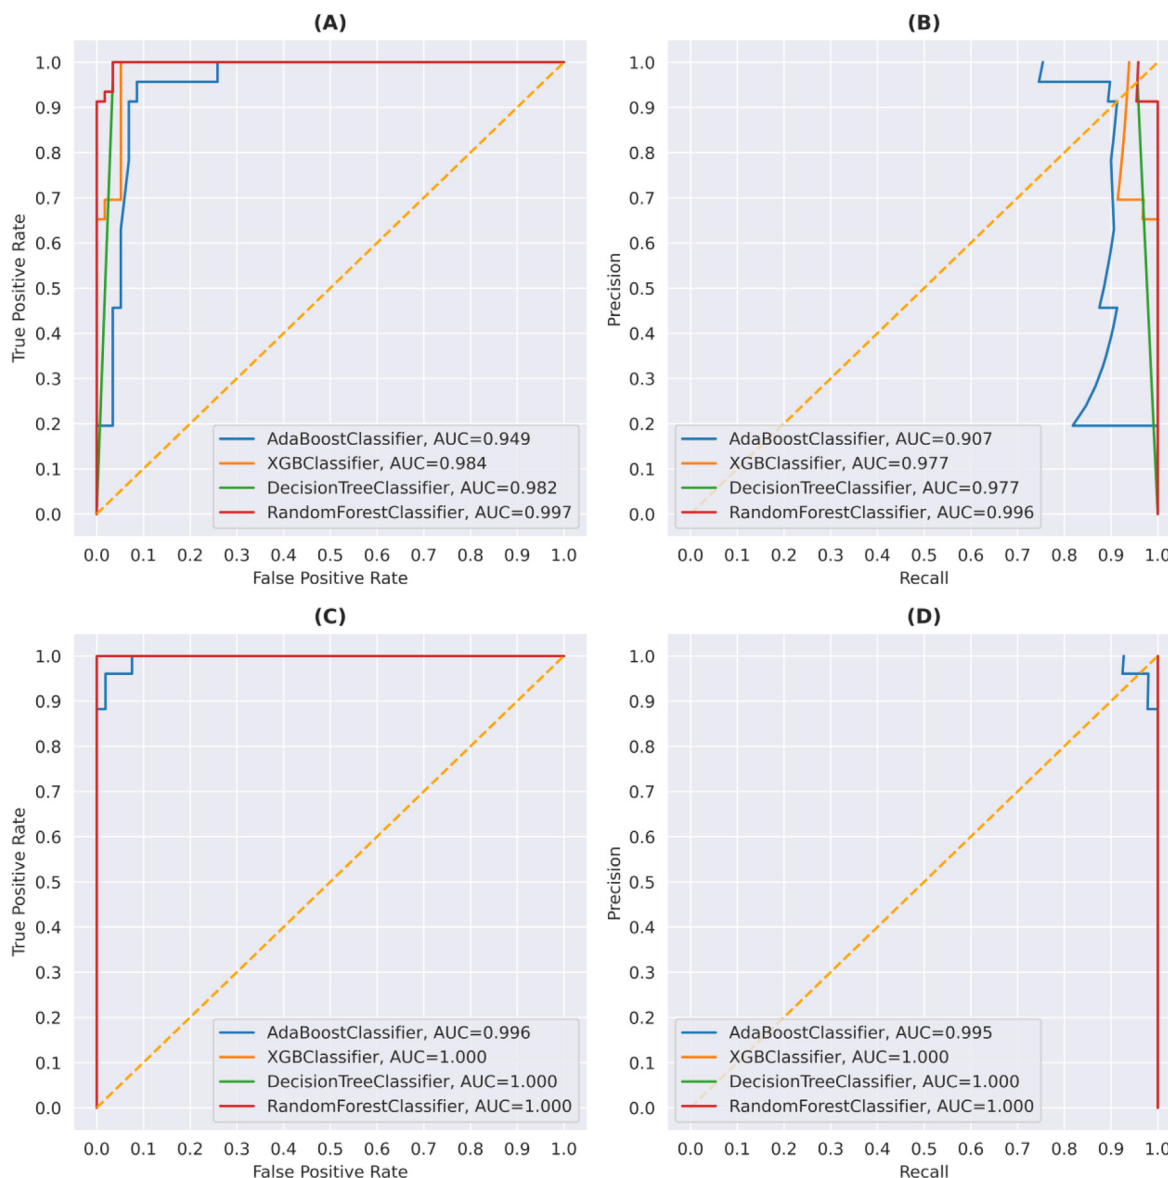 (A)
True Positive Rate
1.0
0.9
0.8
0.7
0.6
0.5
0.4
0.3
0.2
0.1
0.0
AdaBoostClassifier, AUC=0.949
XGBClassifier, AUC=0.984
DecisionTreeClassifier, AUC=0.982
RandomForestClassifier, AUC=0.997
0.0 0.1 0.2 0.3 0.4 0.5 0.6 0.7 0.8 0.9 1.0
False Positive Rate
(B)
Precision
1.0
0.9
0.8
0.7
0.6
0.5
0.4
0.3
0.2
0.1
0.0
AdaBoostClassifier, AUC=0.907
XGBClassifier, AUC=0.977
DecisionTreeClassifier, AUC=0.977
RandomForestClassifier, AUC=0.996
0.0 0.1 0.2 0.3 0.4 0.5 0.6 0.7 0.8 0.9 1.0
Recall
(C)
True Positive Rate
1.0
0.9
0.8
0.7
0.6
0.5
0.4
0.3
0.2
0.1
0.0
AdaBoostClassifier, AUC=0.996
XGBClassifier, AUC=1.000
DecisionTreeClassifier, AUC=1.000
RandomForestClassifier, AUC=1.000
0.0 0.1 0.2 0.3 0.4 0.5 0.6 0.7 0.8 0.9 1.0
False Positive Rate
(D)
Precision
1.0
0.9
0.8
0.7
0.6
0.5
0.4
0.3
0.2
0.1
0.0
AdaBoostClassifier, AUC=0.995
XGBClassifier, AUC=1.000
DecisionTreeClassifier, AUC=1.000
RandomForestClassifier, AUC=1.000
0.0 0.1 0.2 0.3 0.4 0.5 0.6 0.7 0.8 0.9 1.0
Recall